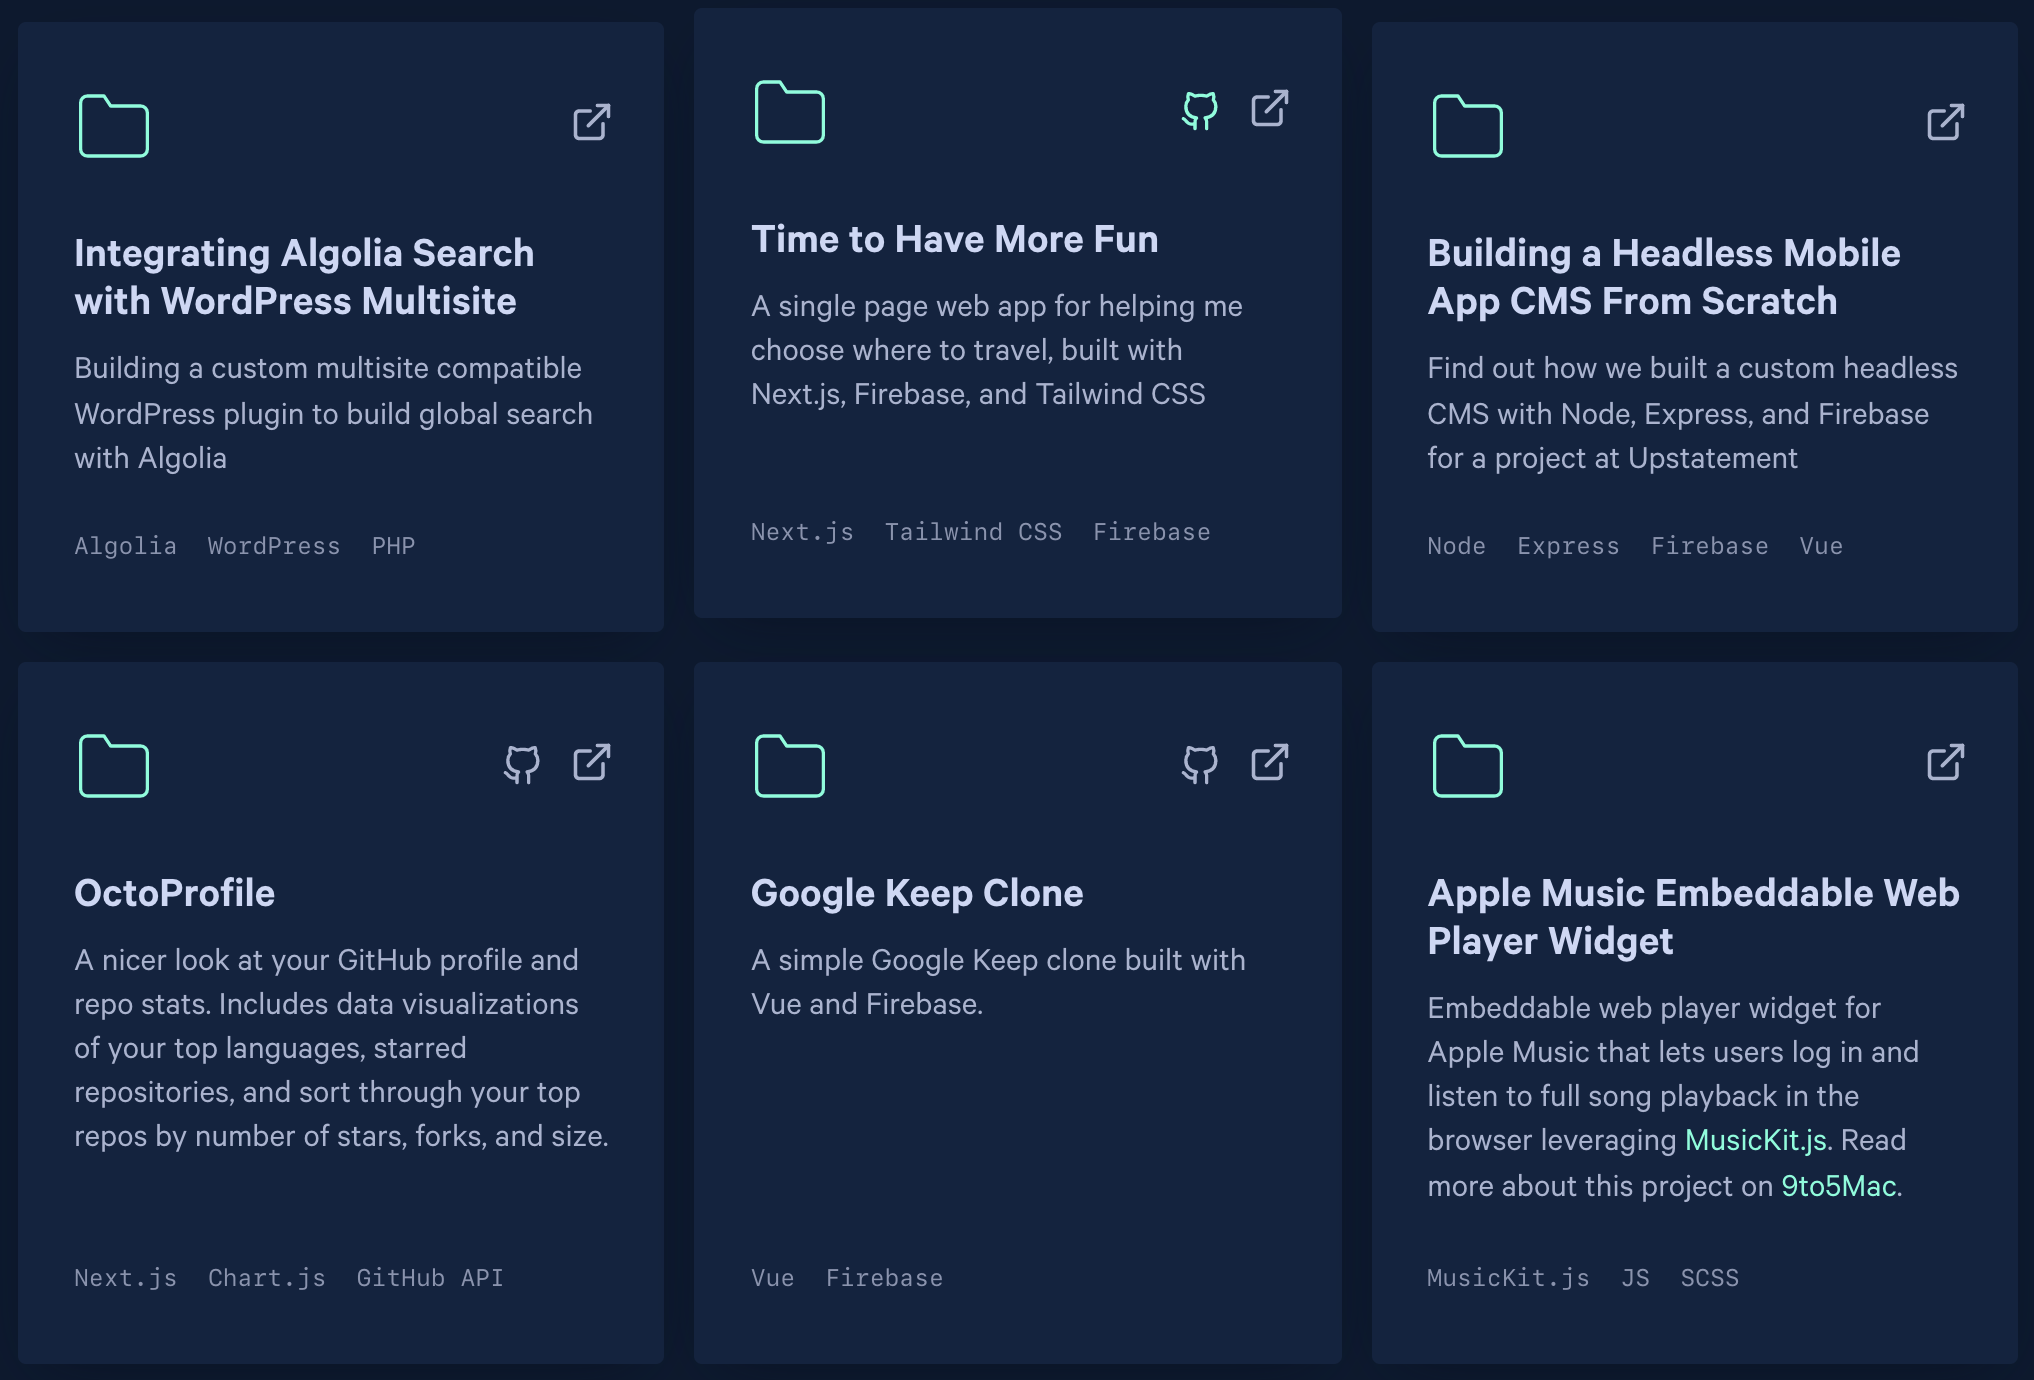 Integrating Algolia Search
with WordPress Multisite
Building a custom multisite compatible
WordPress plugin to build global search
with Algolia
Algolia WordPress PHP
Time to Have More Fun
A single page web app for helping me
choose where to travel, built with
Next.js, Firebase, and Tailwind CSS
Next.js Tailwind CSS Firebase
Building a Headless Mobile
App CMS From Scratch
Find out how we built a custom headless
CMS with Node, Express, and Firebase
for a project at Upstatement
Node Express Firebase Vue
OctoProfile
A nicer look at your GitHub profile and
repo stats. Includes data visualizations
of your top languages, starred
repositories, and sort through your top
repos by number of stars, forks, and size.
Next.js Chart.js GitHub API
Google Keep Clone
A simple Google Keep clone built with
Vue and Firebase.
Vue Firebase
Apple Music Embeddable Web
Player Widget
Embeddable web player widget for
Apple Music that lets users log in and
listen to full song playback in the
browser leveraging MusicKit.js. Read
more about this project on 9to5Mac.
MusicKit.js JS SCSS